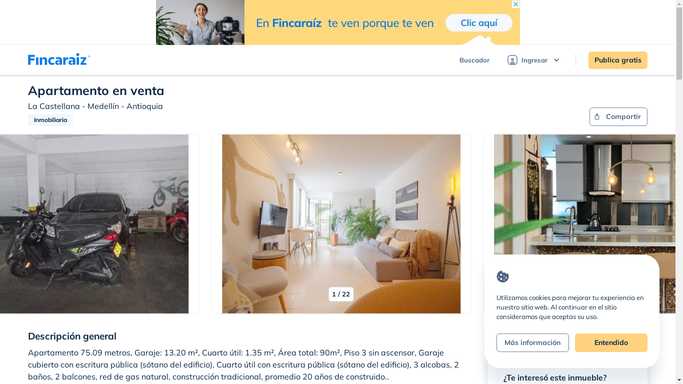 En Fincaraíz te ven porque te ven
Clic aquí
Fincaraiz
Buscador
Ingresar
Publica gratis
Apartamento en venta
La Castellana - Medellín - Antioquia
Inmobiliaria
Compartir
1 / 22
Utilizamos cookies para mejorar tu experiencia en
nuestro sitio web. Al continuar en el sitio
consideramos que aceptas su uso.
Más información
Entendido
Descripción general
Apartamento 75.09 metros, Garaje: 13.20 m², Cuarto útil: 1.35 m², Área total: 90m², Piso 3 sin ascensor, Garaje
cubierto con escritura pública (sótano del edificio), Cuarto útil con escritura pública (sótano del edificio), 3 alcobas, 2
baños, 2 balcones, red de gas natural, construcción tradicional, promedio 20 años de construido..
¿Te interesó este inmueble?